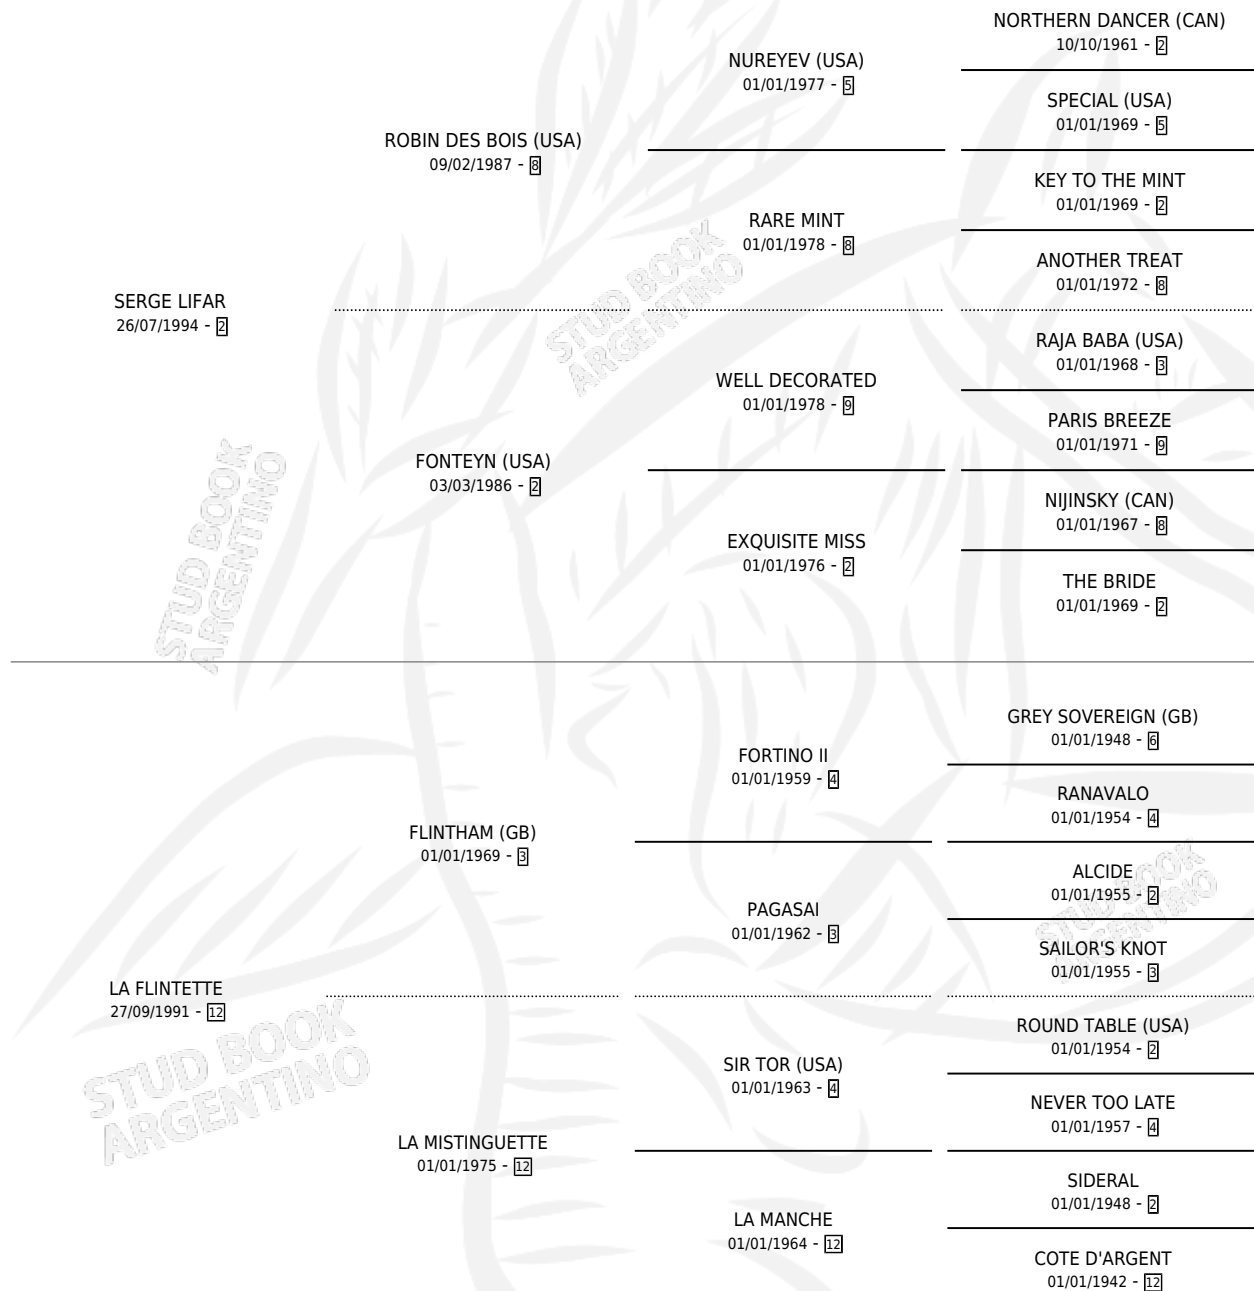 NORTHERN DANCER (CAN)
10/10/1961 - 2
NUREYEV (USA)
01/01/1977 - 5
SPECIAL (USA)
01/01/1969 - 5
ROBIN DES BOIS (USA)
09/02/1987 - 8
KEY TO THE MINT
01/01/1969 - 2
RARE MINT
01/01/1978 - 8
ANOTHER TREAT
01/01/1972 - 8
SERGE LIFAR
26/07/1994 - 2
STUD BOOK
ARGENTINO
RAJA BABA (USA)
01/01/1968 - 3
WELL DECORATED
01/01/1978 - 9
PARIS BREEZE
01/01/1971 - 9
FONTEYN (USA)
03/03/1986 - 2
NIJINSKY (CAN)
01/01/1967 - 8
EXQUISITE MISS
01/01/1976 - 2
THE BRIDE
01/01/1969 - 2
STUD BOOK
ARGENTINO
GREY SOVEREIGN (GB)
01/01/1948 - 6
FORTINO II
01/01/1959 - 4
RANAVALO
01/01/1954 - 4
FLINTHAM (GB)
01/01/1969 - 3
ALCIDE
01/01/1955 - 2
PAGASAI
01/01/1962 - 3
SAILOR'S KNOT
01/01/1955 - 3
STUD BOOK
ARGENTINO
LA FLINTETTE
27/09/1991 - 12
ROUND TABLE (USA)
01/01/1954 - 2
SIR TOR (USA)
01/01/1963 - 4
NEVER TOO LATE
01/01/1957 - 4
STUD BOOK
ARGENTINO
LA MISTINGUETTE
01/01/1975 - 12
SIDERAL
01/01/1948 - 2
LA MANCHE
01/01/1964 - 12
COTE D'ARGENT
01/01/1942 - 12